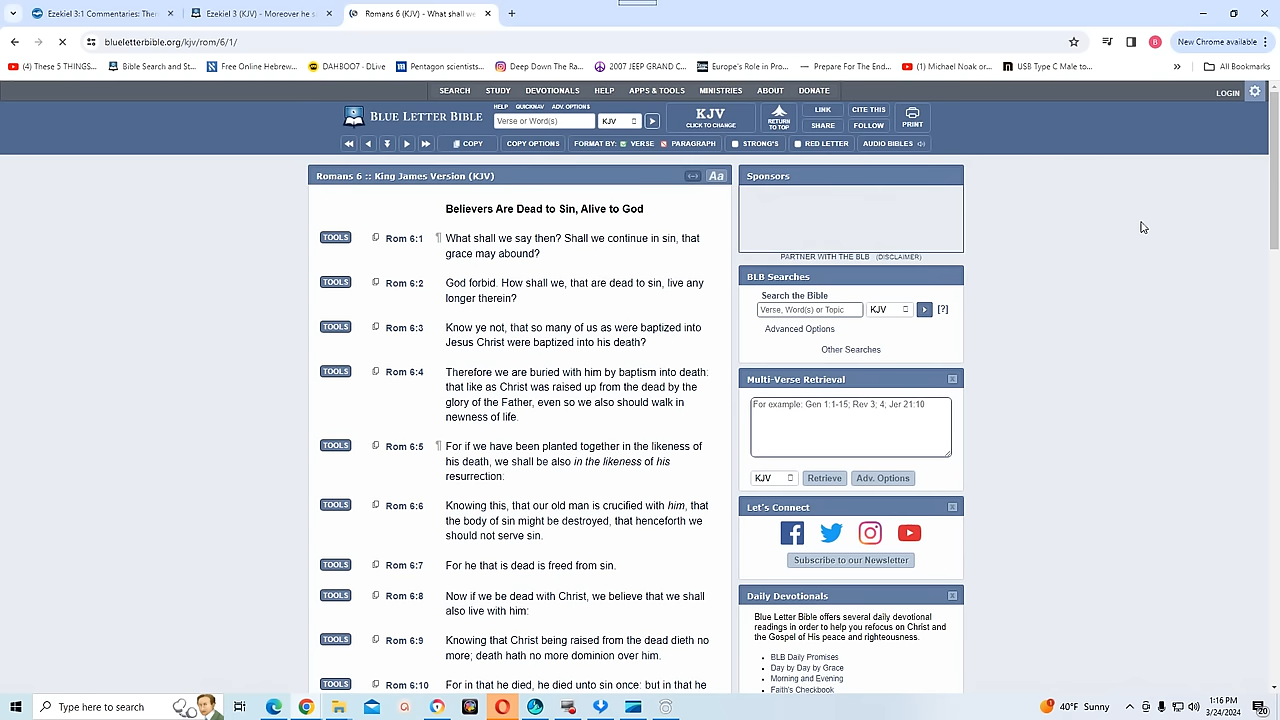 Ezekiel 3:1 Commentaries: The
Ezekiel 3 (KJV) - Moreover he s
Romans 6 (KJV) - What shall we
blueletterbible.org/kjv/rom/6/1/
New Chrome available
(4) These 5 THINGS...
Bible Search and St...
Free Online Hebrew...
DAHBOO7 - DLive
Pentagon scientists...
Deep Down The Ra...
2007 JEEP GRAND C...
Europe's Role in Pro...
Prepare For The End...
(1) Michael Noak or...
USB Type C Male to...
All Bookmarks
SEARCH STUDY DEVOTIONALS HELP APPS & TOOLS MINISTRIES ABOUT DONATE
LOGIN
BLUE LETTER BIBLE
HELP QUICKNAV ADV. OPTIONS
Verse or Word(s) KJV
KJV
CLICK TO CHANGE
RETURN TO TOP
LINK
SHARE
CITE THIS
FOLLOW
PRINT
COPY COPY OPTIONS FORMAT BY: VERSE PARAGRAPH STRONG'S RED LETTER AUDIO BIBLES
Romans 6 :: King James Version (KJV)
Aa
Believers Are Dead to Sin, Alive to God
TOOLS Rom 6:1 ¶ What shall we say then? Shall we continue in sin, that
grace may abound?
TOOLS Rom 6:2 God forbid. How shall we, that are dead to sin, live any
longer therein?
TOOLS Rom 6:3 Know ye not, that so many of us as were baptized into
Jesus Christ were baptized into his death?
TOOLS Rom 6:4 Therefore we are buried with him by baptism into death:
that like as Christ was raised up from the dead by the
glory of the Father, even so we also should walk in
newness of life.
TOOLS Rom 6:5 ¶ For if we have been planted together in the likeness of
his death, we shall be also in the likeness of his
resurrection:
TOOLS Rom 6:6 Knowing this, that our old man is crucified with him, that
the body of sin might be destroyed, that henceforth we
should not serve sin.
TOOLS Rom 6:7 For he that is dead is freed from sin.
TOOLS Rom 6:8 Now if we be dead with Christ, we believe that we shall
also live with him:
TOOLS Rom 6:9 Knowing that Christ being raised from the dead dieth no
more; death hath no more dominion over him.
TOOLS Rom 6:10 For in that he died, he died unto sin once: but in that he
Sponsors
PARTNER WITH THE BLB (DISCLAIMER)
BLB Searches
Search the Bible
Verse, Word(s) or Topic KJV [?]
Advanced Options
Other Searches
Multi-Verse Retrieval
For example: Gen 1:1-15; Rev 3; 4; Jer 21:10
KJV Retrieve Adv. Options
Let's Connect
Subscribe to our Newsletter
Daily Devotionals
Blue Letter Bible offers several daily devotional
readings in order to help you refocus on Christ and
the Gospel of His peace and righteousness.
BLB Daily Promises
Day by Day by Grace
Morning and Evening
Faith's Checkbook
Type here to search
40°F Sunny
1:16 PM
3/24/2024
20